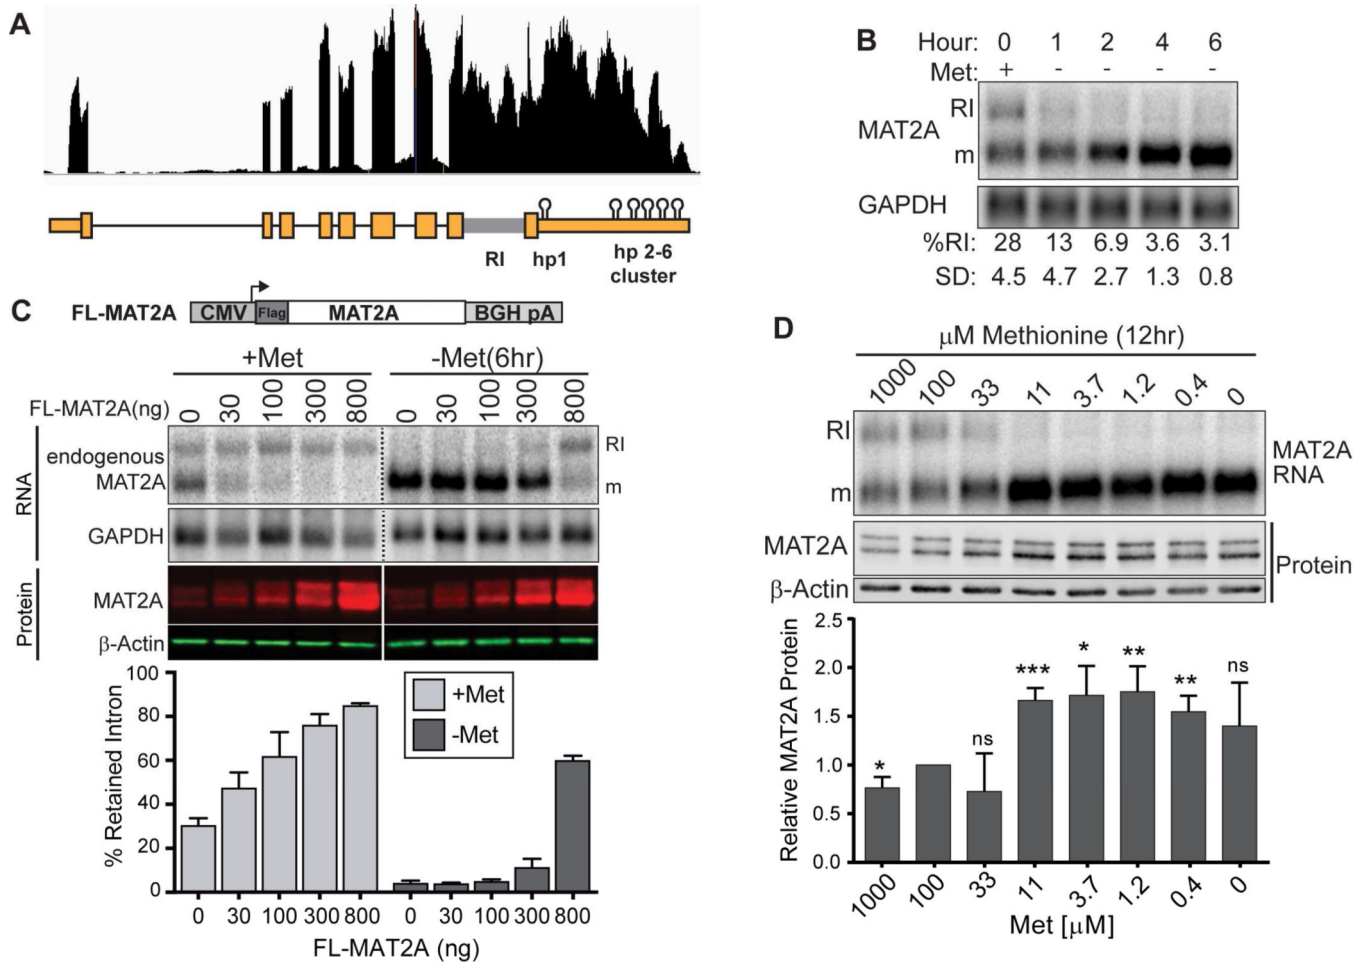 A
RI
hp1
hp 2-6
cluster
B
Hour: 0 1 2 4 6
Met: + - - - -
RI
MAT2A
m
GAPDH
%RI: 28 13 6.9 3.6 3.1
SD: 4.5 4.7 2.7 1.3 0.8
C
FL-MAT2A
CMV Flag MAT2A BGH pA
+Met -Met(6hr)
FL-MAT2A(ng) 0 30 100 300 800 0 30 100 300 800
RNA
endogenous
MAT2A
RI
m
GAPDH
Protein
MAT2A
β-Actin
% Retained Intron
100
80
60
40
20
0
+Met
-Met
0 30 100 300 800 0 30 100 300 800
FL-MAT2A (ng)
D
μM Methionine (12hr)
1000 100 33 11 3.7 1.2 0.4 0
RI
m
MAT2A
RNA
MAT2A
β-Actin
Protein
Relative MAT2A Protein
2.5
2.0
1.5
1.0
0.5
0.0
* ns *** * ** ** ns
1000 100 33 11 3.7 1.2 0.4 0
Met [μM]